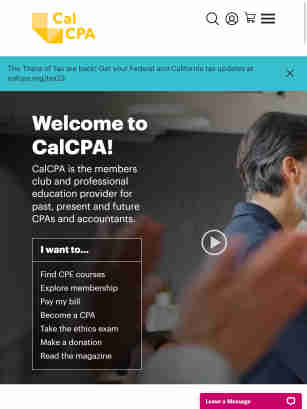 Cal
CPA
The Titans of Tax are back! Get your Federal and California tax updates at
calcpa.org/tax23
Welcome to
CalCPA!
CalCPA is the members
club and professional
education provider for
past, present and future
CPAs and accountants.
I want to...
Find CPE courses
Explore membership
Pay my bill
Become a CPA
Take the ethics exam
Make a donation
Read the magazine
Leave a Message